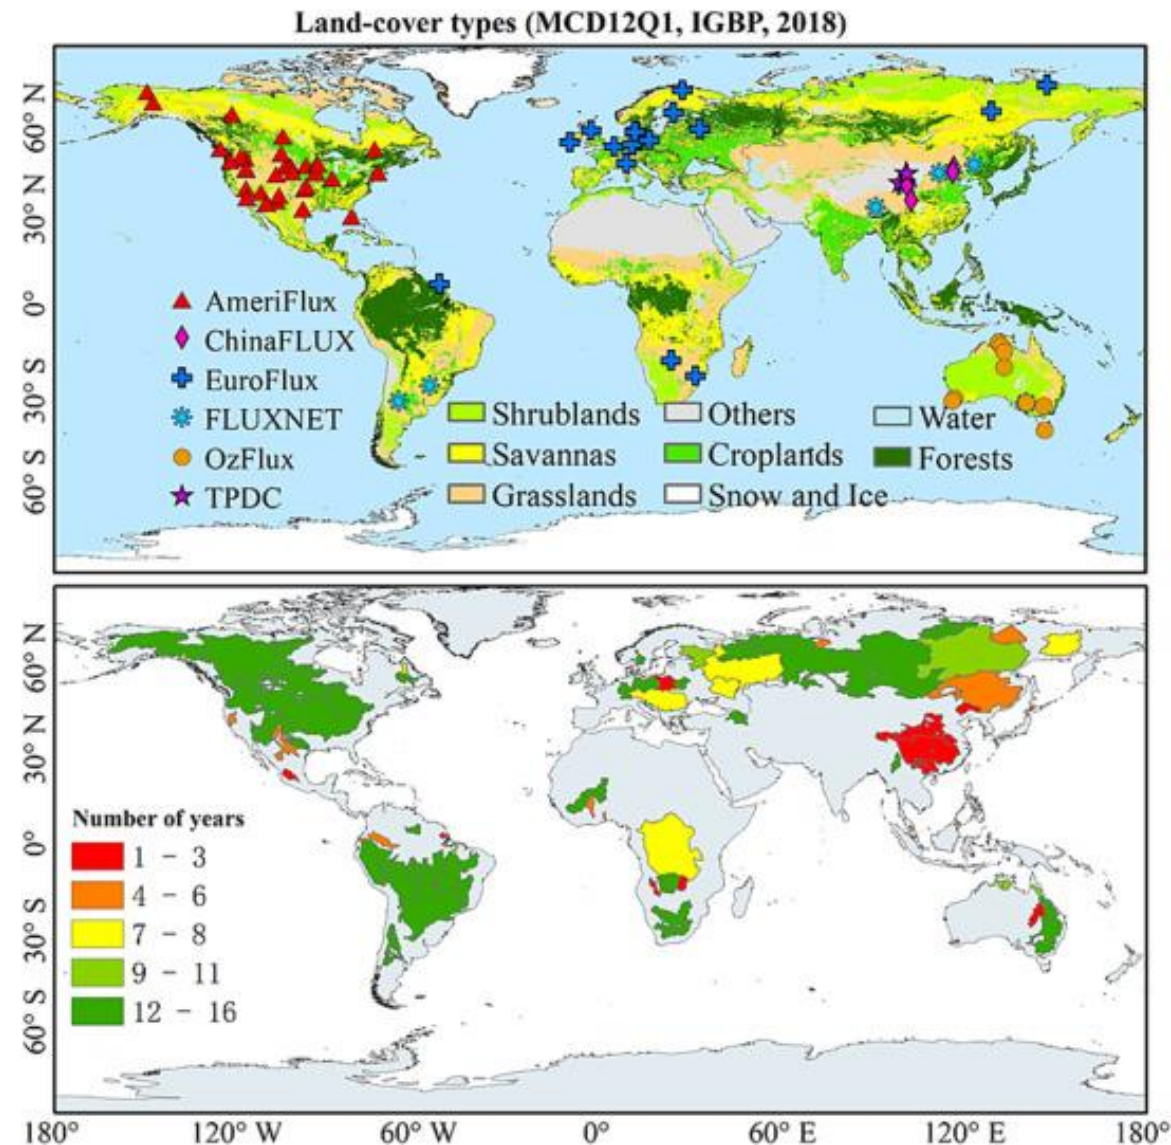 Land-cover types (MCD12Q1, IGBP, 2018)
60° N
30° N
0°
30° S
60° S
AmeriFlux
ChinaFLUX
EuroFlux
FLUXNET
OzFlux
TPDC
Shrublands
Savannas
Grasslands
Others
Croplands
Snow and Ice
Water
Forests
60° N
30° N
0°
30° S
60° S
Number of years
1 - 3
4 - 6
7 - 8
9 - 11
12 - 16
180° 120° W 60° W 0° 60° E 120° E 180°